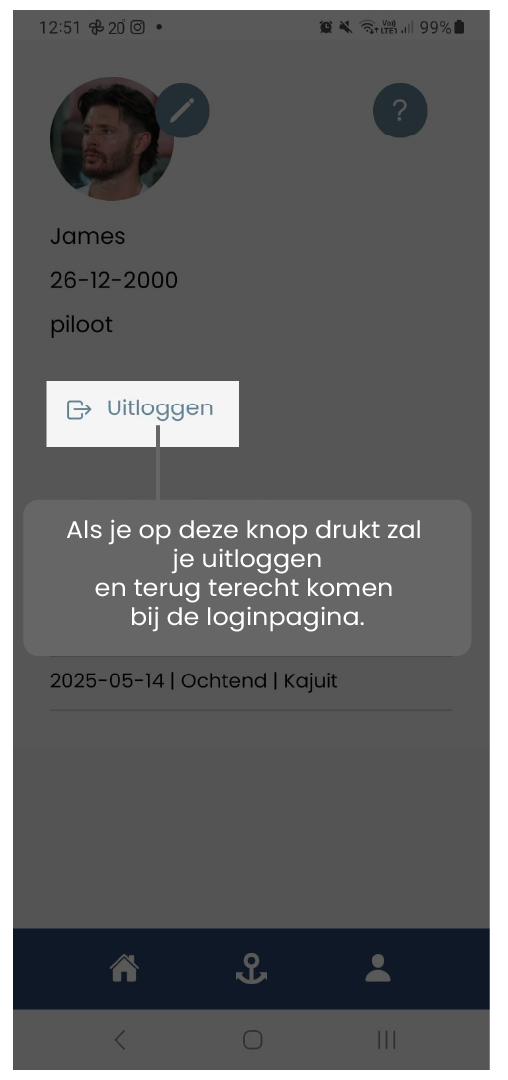 12:51 20 99%
?
James
26-12-2000
piloot
Uitloggen
Als je op deze knop drukt zal
je uitloggen
en terug terecht komen
bij de loginpagina.
2025-05-14 | Ochtend | Kajuit